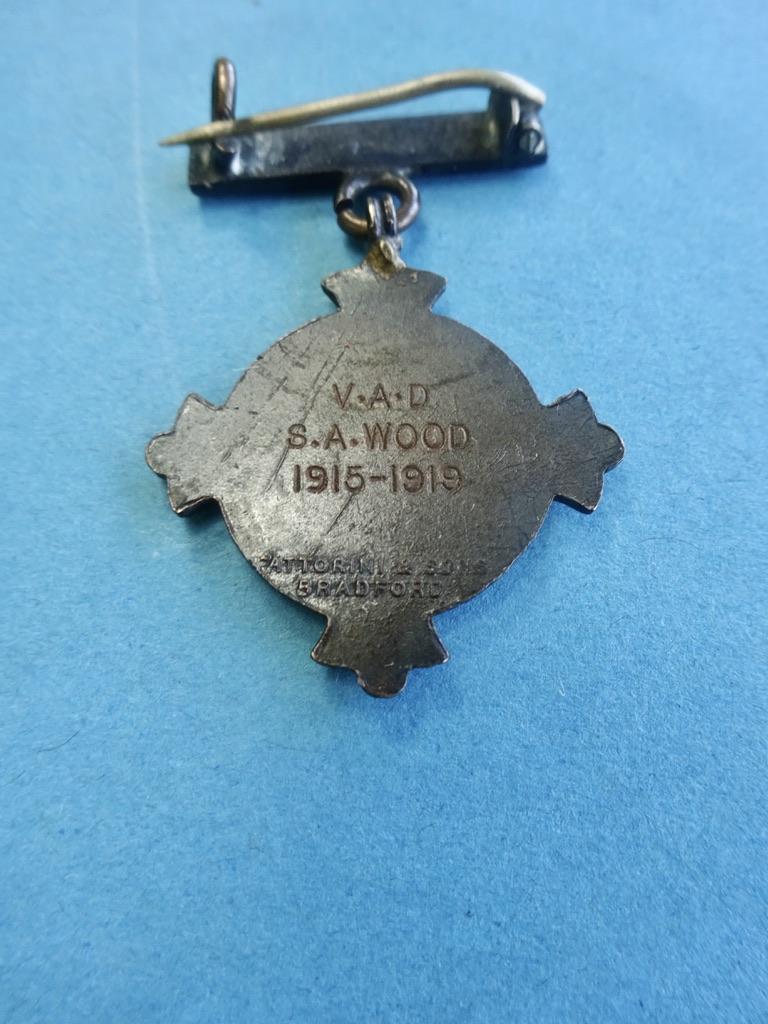 V.A.D
S.A.WOOD
1915-1919
FATTORINI & SONS
BRADFORD